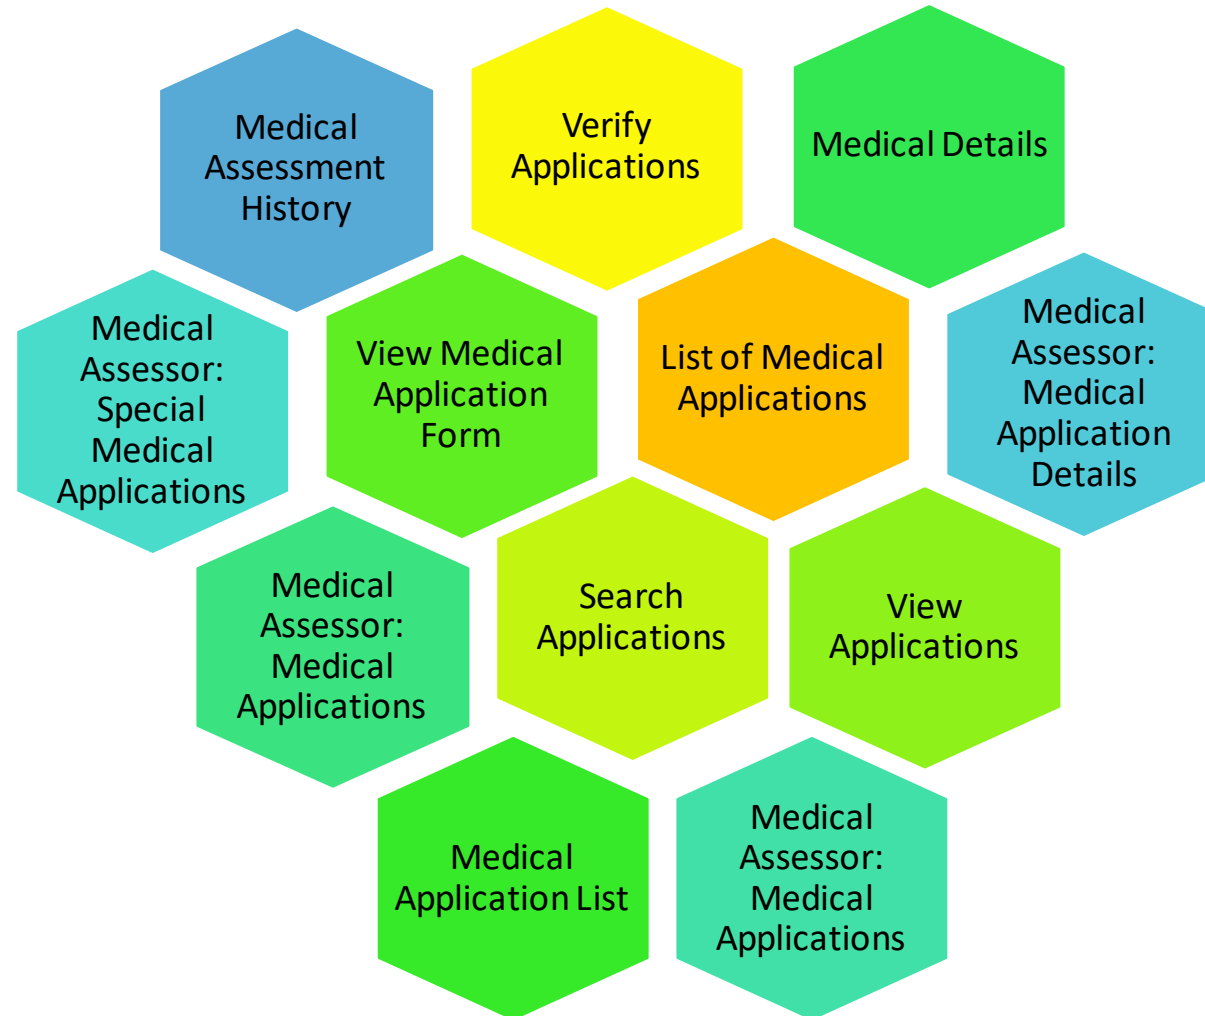 Medical
Assessment
History
Verify
Applications
Medical Details
Medical
Assessor:
Special
Medical
Applications
View Medical
Application
Form
List of Medical
Applications
Medical
Assessor:
Medical
Application
Details
Medical
Assessor:
Medical
Applications
Search
Applications
View
Applications
Medical
Application List
Medical
Assessor:
Medical
Applications